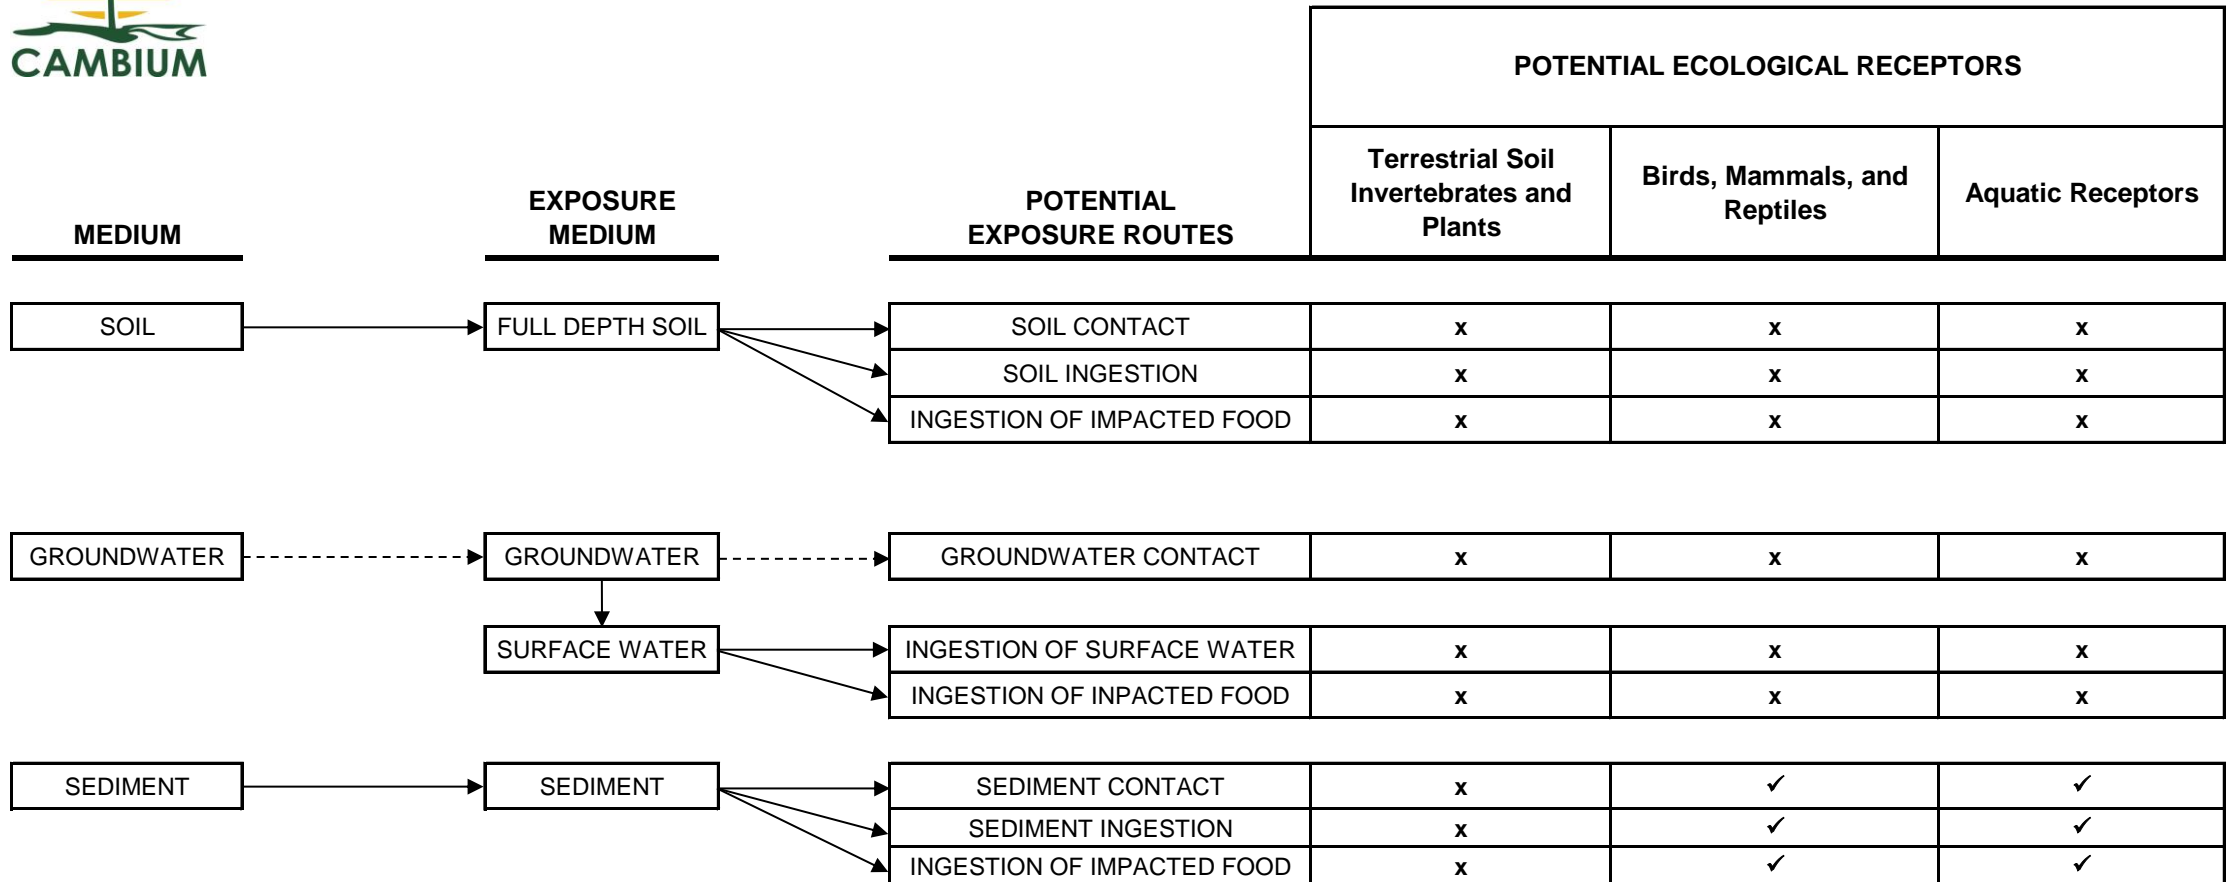 CAMBIUM
POTENTIAL ECOLOGICAL RECEPTORS
MEDIUM
EXPOSURE
MEDIUM
POTENTIAL
EXPOSURE ROUTES
Terrestrial Soil
Invertebrates and
Plants
Birds, Mammals, and
Reptiles
Aquatic Receptors
SOIL
FULL DEPTH SOIL
SOIL CONTACT x x x
SOIL INGESTION x x x
INGESTION OF IMPACTED FOOD x x x
GROUNDWATER
GROUNDWATER
GROUNDWATER CONTACT x x x
SURFACE WATER
INGESTION OF SURFACE WATER x x x
INGESTION OF INPACTED FOOD x x x
SEDIMENT
SEDIMENT
SEDIMENT CONTACT x ✓ ✓
SEDIMENT INGESTION x ✓ ✓
INGESTION OF IMPACTED FOOD x ✓ ✓